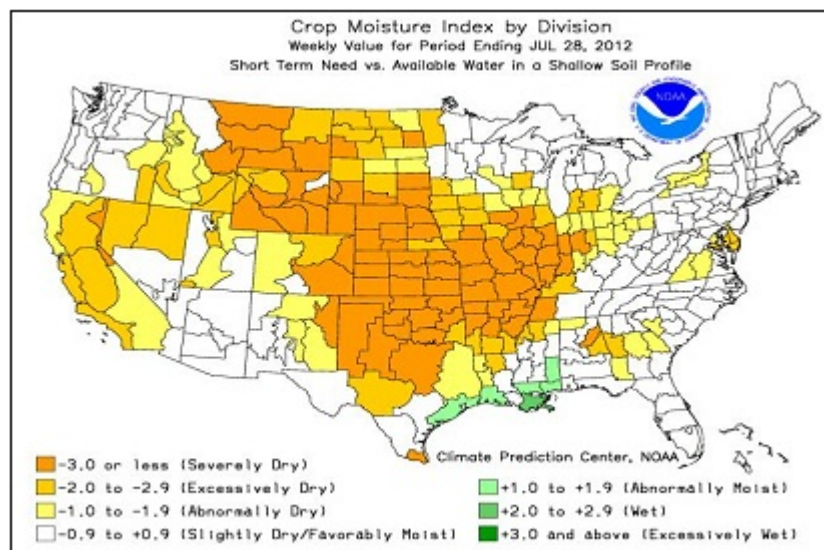 Crop Moisture Index by Division
Weekly Value for Period Ending JUL 28, 2012
Short Term Need vs. Available Water in a Shallow Soil Profile
NOAA
Climate Prediction Center, NOAA
-3.0 or less (Severely Dry)
-2.0 to -2.9 (Excessively Dry)
-1.0 to -1.9 (Abnormally Dry)
-0.9 to +0.9 (Slightly Dry/Favorably Moist)
+1.0 to +1.9 (Abnormally Moist)
+2.0 to +2.9 (Wet)
+3.0 and above (Excessively Wet)